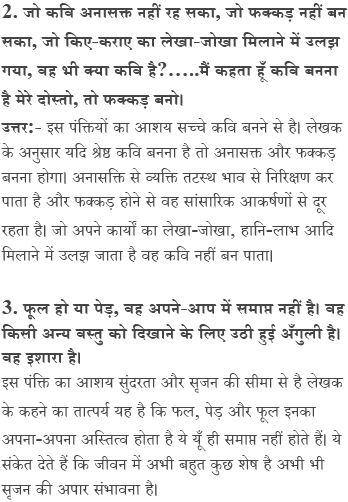 2. जो कवि अनासक्त नहीं रह सका, जो फक्कड़ नहीं बन
सका, जो किए-कराए का लेखा-जोखा मिलाने में उलझ
गया, वह भी क्या कवि है?.....मैं कहता हूँ कवि बनना
है मेरे दोस्तो, तो फक्कड़ बनो।
उत्तर:- इस पंक्तियों का आशय सच्चे कवि बनने से है। लेखक
के अनुसार यदि श्रेष्ठ कवि बनना है तो अनासक्त और फक्कड़
बनना होगा। अनासक्ति से व्यक्ति तटस्थ भाव से निरिक्षण कर
पाता है और फक्कड़ होने से वह सांसारिक आकर्षणों से दूर
रहता है। जो अपने कार्यों का लेखा-जोखा, हानि-लाभ आदि
मिलाने में उलझ जाता है वह कवि नहीं बन पाता।
3. फूल हो या पेड़, वह अपने-आप में समाप्त नहीं है। वह
किसी अन्य वस्तु को दिखाने के लिए उठी हुई अँगुली है।
वह इशारा है।
इस पंक्ति का आशय सुंदरता और सृजन की सीमा से है लेखक
के कहने का तात्पर्य यह है कि फल, पेड़ और फूल इनका
अपना-अपना अस्तित्व होता है ये यूँ ही समाप्त नहीं होते हैं। ये
संकेत देते हैं कि जीवन में अभी बहुत कुछ शेष है अभी भी
सृजन की अपार संभावना है।